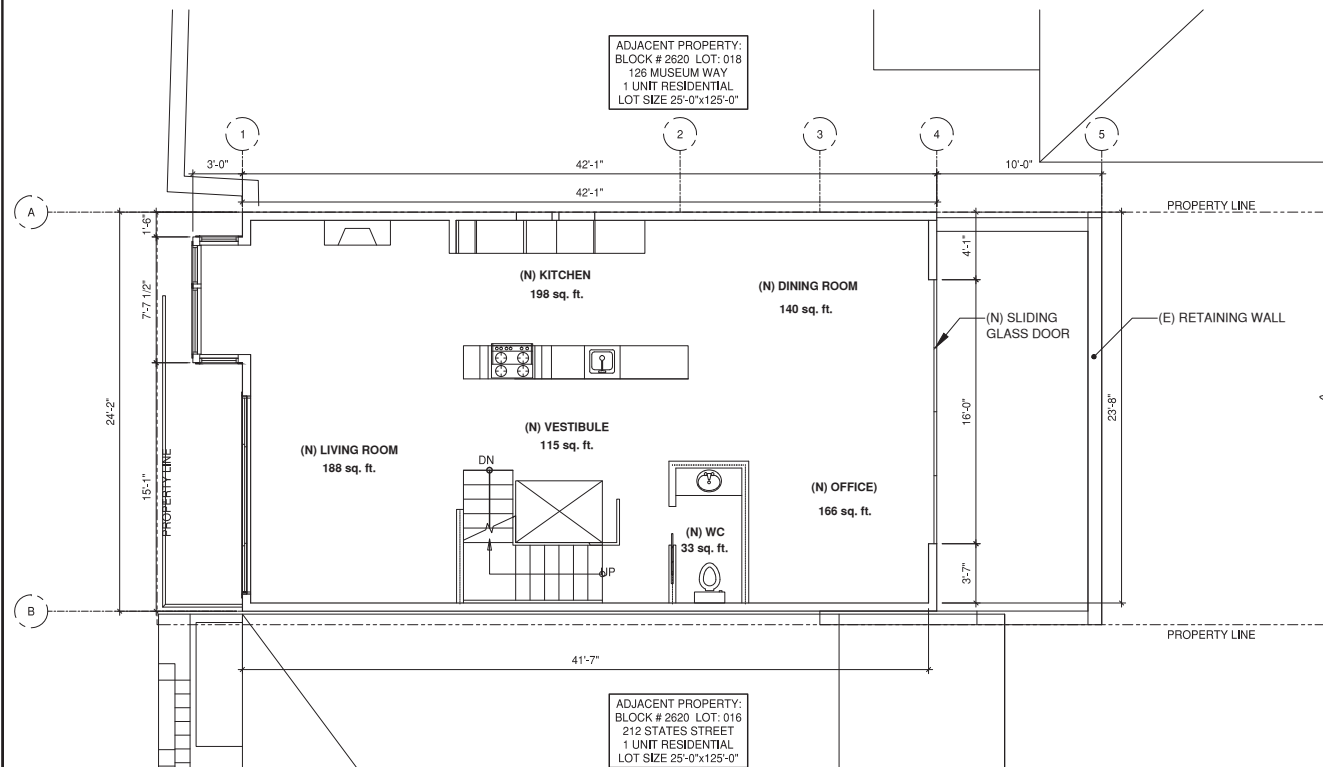 ADJACENT PROPERTY:
BLOCK # 2620 LOT: 018
126 MUSEUM WAY
1 UNIT RESIDENTIAL
LOT SIZE 25'-0"x125'-0"
1
2
3
4
5
3'-0"
42'-1"
10'-0"
42'-1"
A
PROPERTY LINE
1'-6"
4'-1"
(N) KITCHEN
198 sq. ft.
(N) DINING ROOM
140 sq. ft.
7'-7 1/2"
(N) SLIDING
GLASS DOOR
(E) RETAINING WALL
24'-2"
16'-0"
23'-8"
(N) VESTIBULE
115 sq. ft.
(N) LIVING ROOM
188 sq. ft.
DN
15'-1"
PROPERTY LINE
(N) OFFICE)
166 sq. ft.
(N) WC
33 sq. ft.
UP
3'-7"
B
PROPERTY LINE
41'-7"
ADJACENT PROPERTY:
BLOCK # 2620 LOT: 016
212 STATES STREET
1 UNIT RESIDENTIAL
LOT SIZE 25'-0"x125'-0"